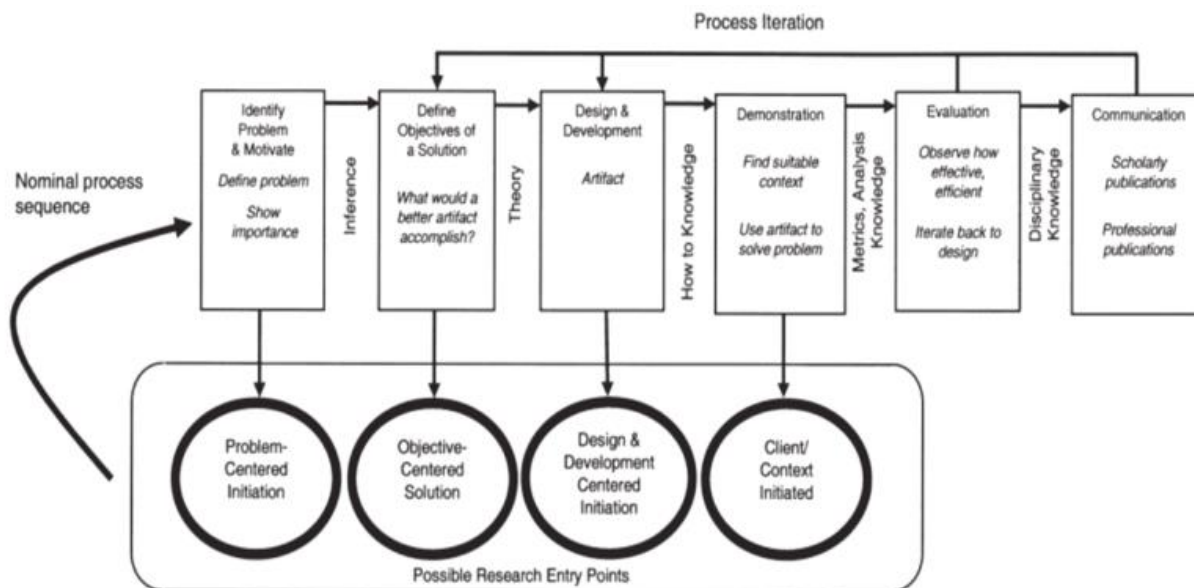 Process Iteration
Nominal process
sequence
Identify
Problem
& Motivate
Define problem
Show
importance
Inference
Define
Objectives of
a Solution
What would a
better artifact
accomplish?
Theory
Design &
Development
Artifact
How to Knowledge
Demonstration
Find suitable
context
Use artifact to
solve problem
Metrics, Analysis
Knowledge
Evaluation
Observe how
effective,
efficient
Iterate back to
design
Disciplinary
Knowledge
Communication
Scholarly
publications
Professional
publications
Problem-
Centered
Initiation
Objective-
Centered
Solution
Design &
Development
Centered
Initiation
Client/
Context
Initiated
Possible Research Entry Points